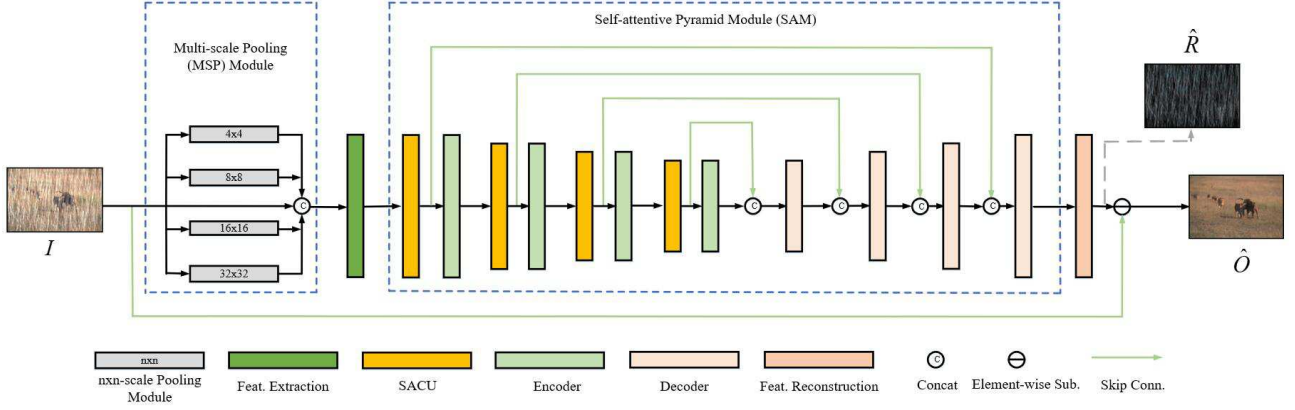 Self-attentive Pyramid Module (SAM)
Multi-scale Pooling
(MSP) Module
R̂
4x4
8x8
C
16x16
32x32
C
C
C
C
I
Ô
nxn
nxn-scale Pooling
Module
Feat. Extraction
SACU
Encoder
Decoder
Feat. Reconstruction
C
Concat
Element-wise Sub.
Skip Conn.